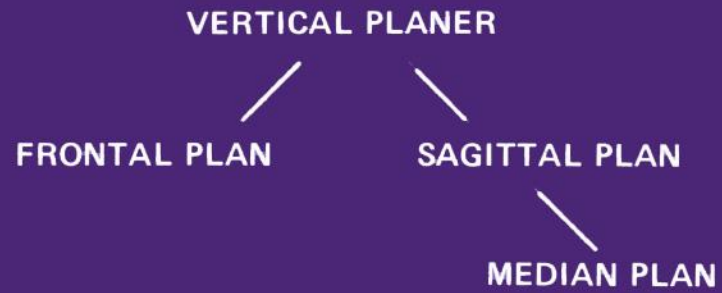 VERTICAL PLANER
FRONTAL PLAN SAGITTAL PLAN
MEDIAN PLAN